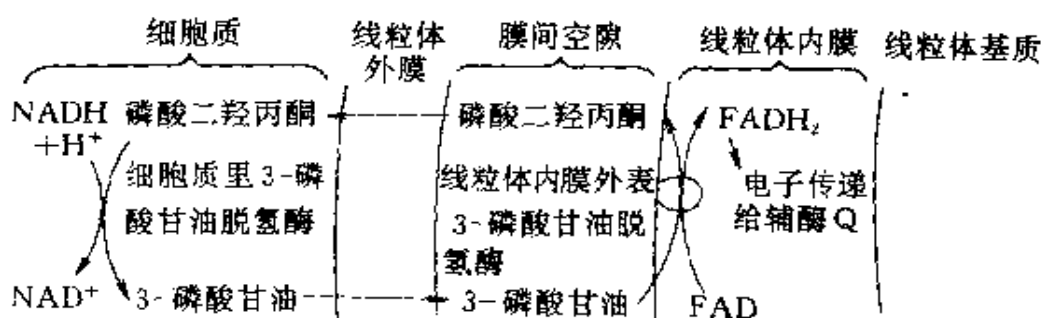 细胞质 线粒体外膜 膜间空隙 线粒体内膜 线粒体基质
NADH+H⁺ 磷酸二羟丙酮 磷酸二羟丙酮 FADH₂
细胞质里3-磷酸甘油脱氢酶
线粒体内膜外表3-磷酸甘油脱氢酶
电子传递给辅酶Q
NAD⁺ 3-磷酸甘油 3-磷酸甘油 FAD